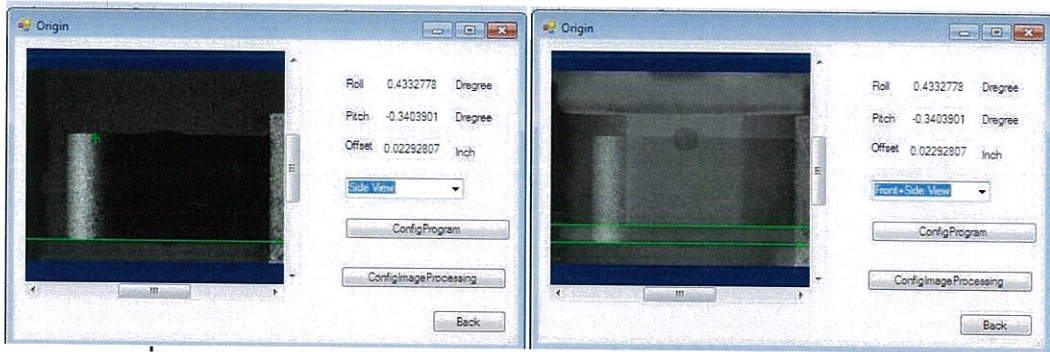 Origin
Roll 0.4332778 Dregree
Pitch -0.3403901 Dregree
Offset 0.02292807 Inch
Side View
ConfigProgram
ConfigImageProcessing
Back
Origin
Roll 0.4332778 Dregree
Pitch -0.3403901 Dregree
Offset 0.02292807 Inch
Front+Side View
ConfigProgram
ConfigImageProcessing
Back